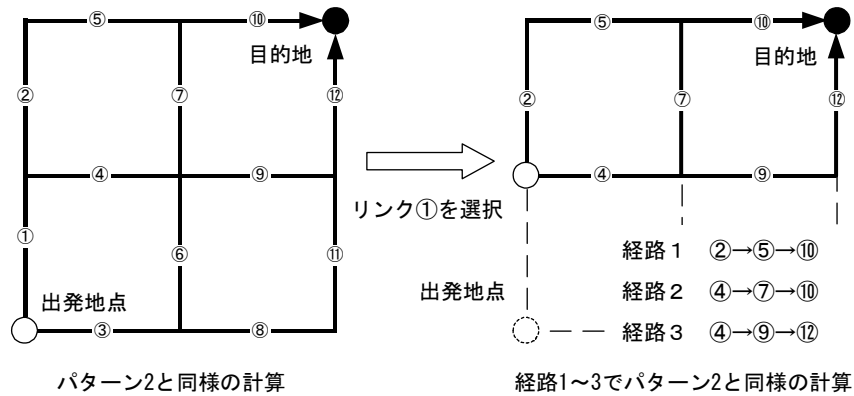 ⑤ ⑩
目的地
② ⑦ ⑫
④ ⑨
① ⑥ ⑪
出発地点
③ ⑧
パターン2と同様の計算
リンク①を選択
⑤ ⑩
目的地
② ⑦ ⑫
④ ⑨
出発地点
経路1 ②→⑤→⑩
経路2 ④→⑦→⑩
経路3 ④→⑨→⑫
経路1~3でパターン2と同様の計算